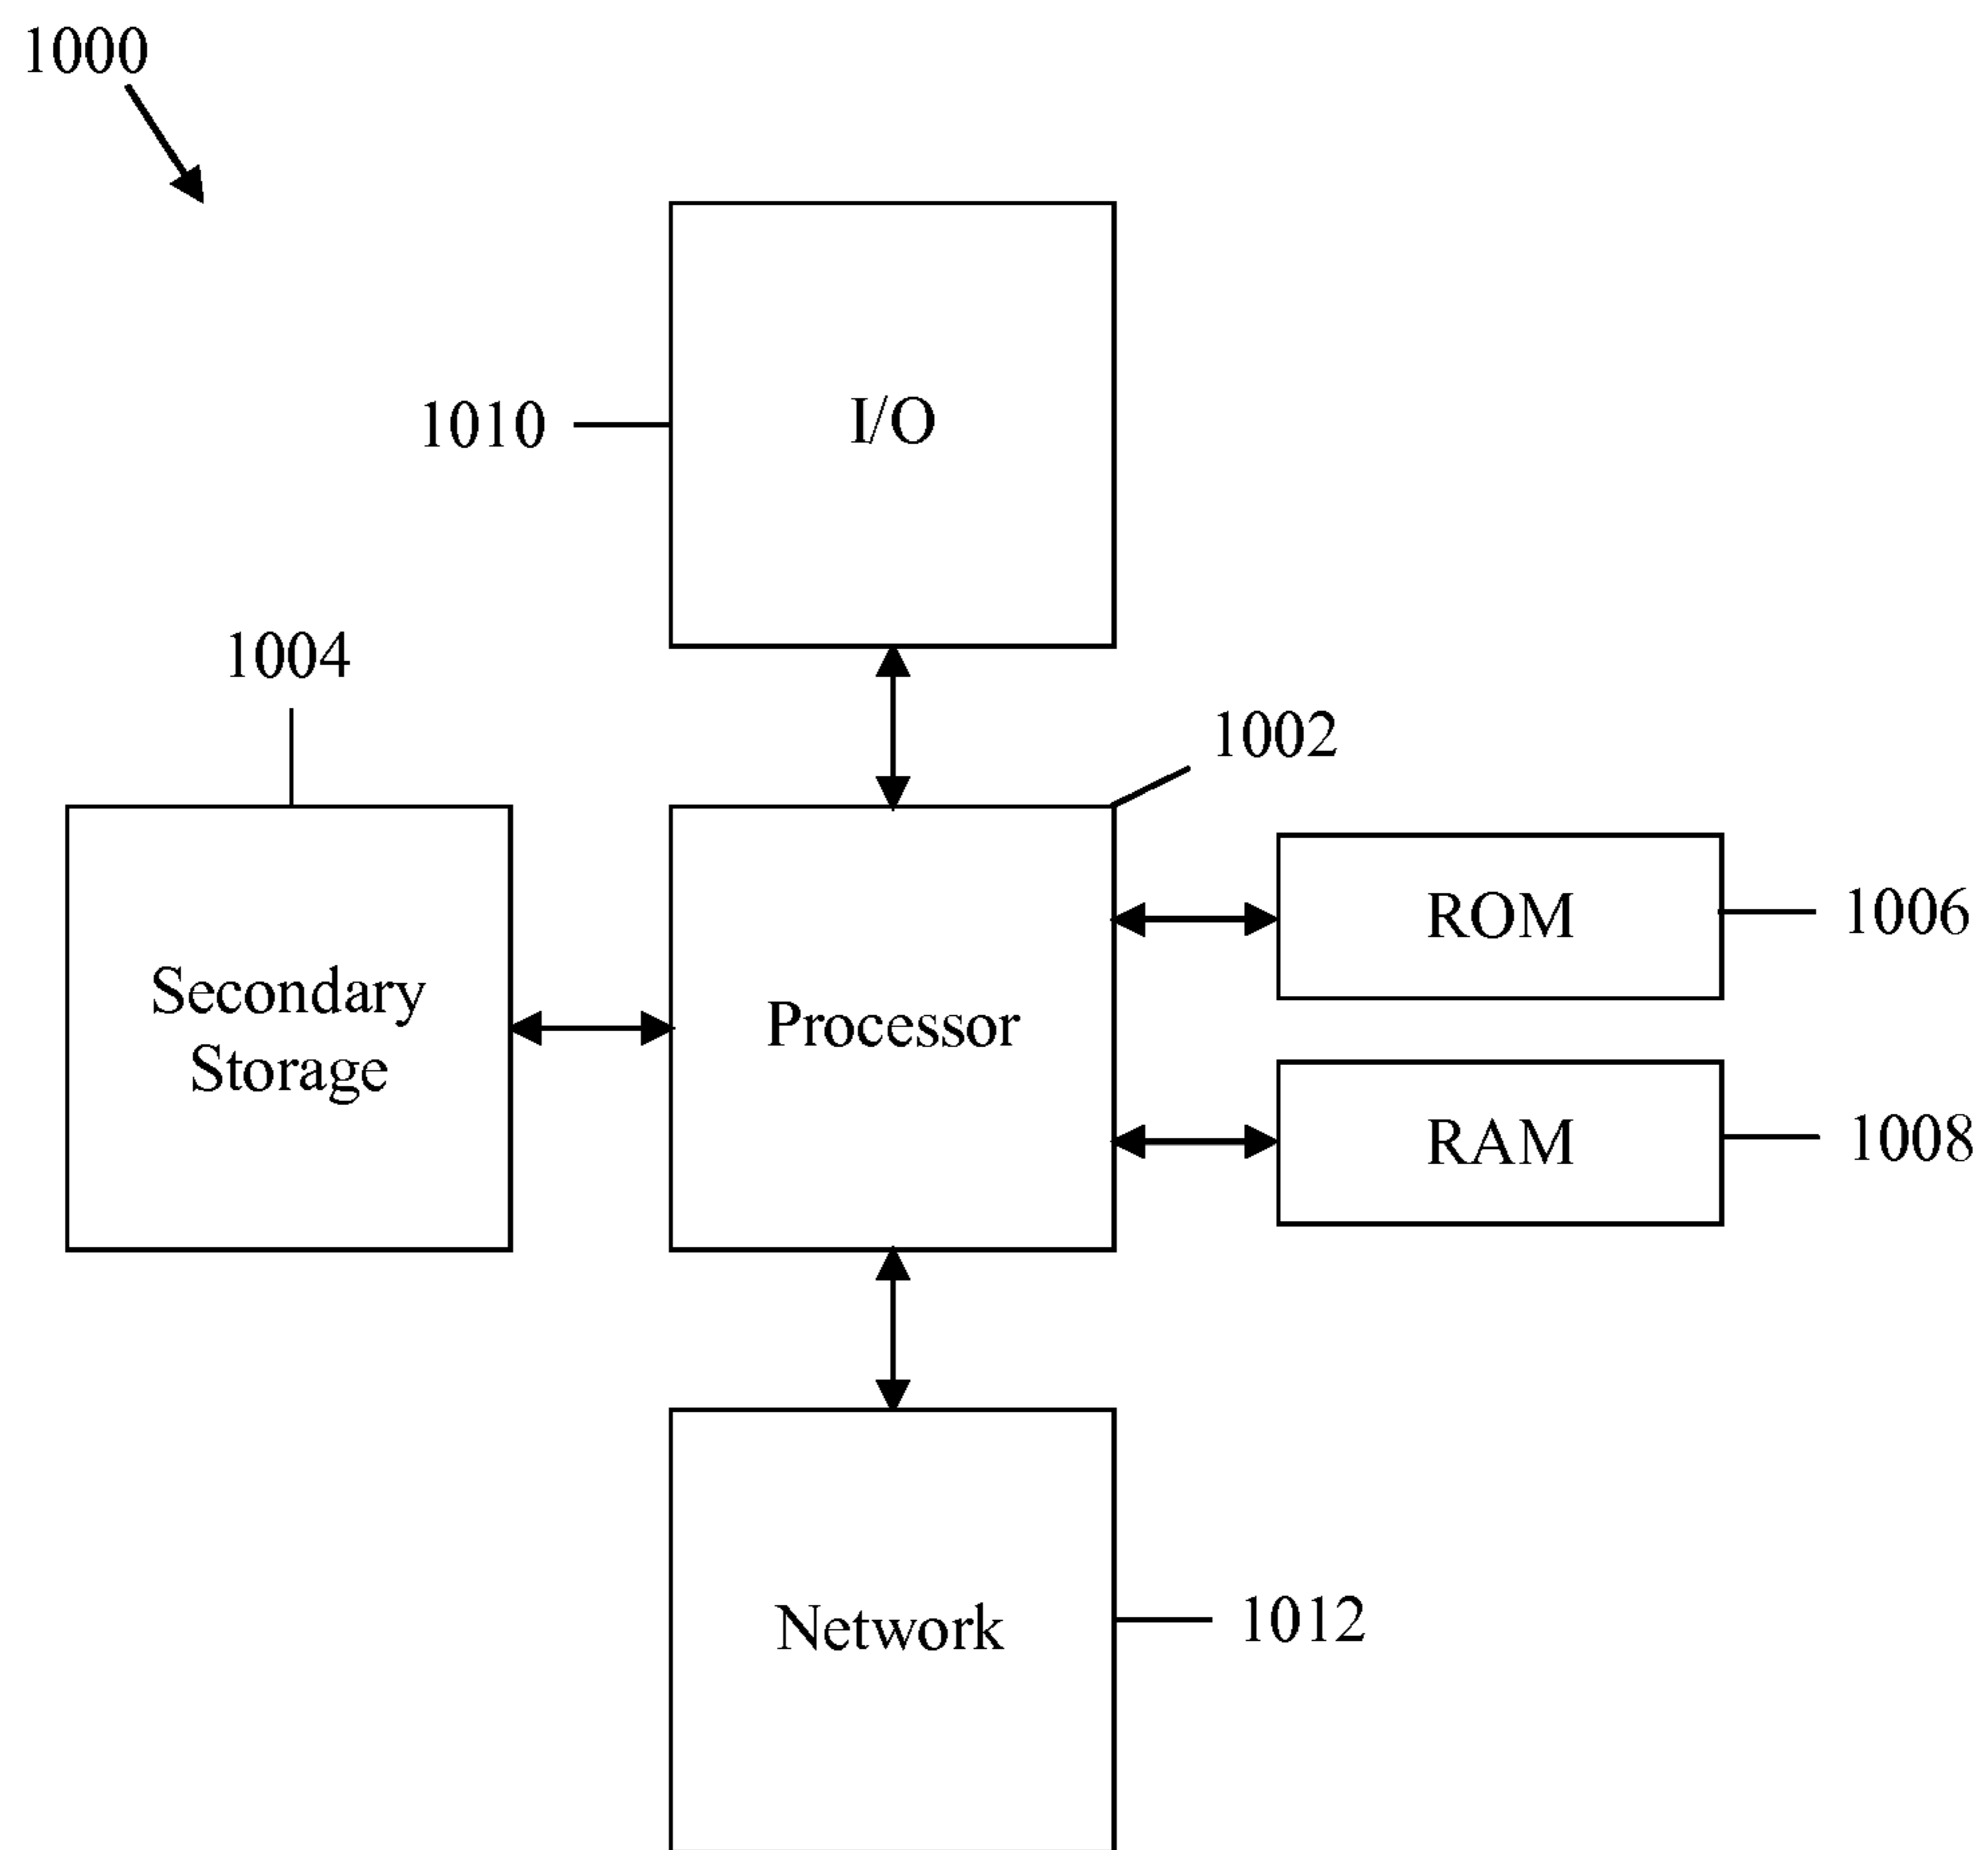 1000
I/O
1010
1004
1002
Secondary
Storage
Processor
ROM
1006
RAM
1008
Network
1012